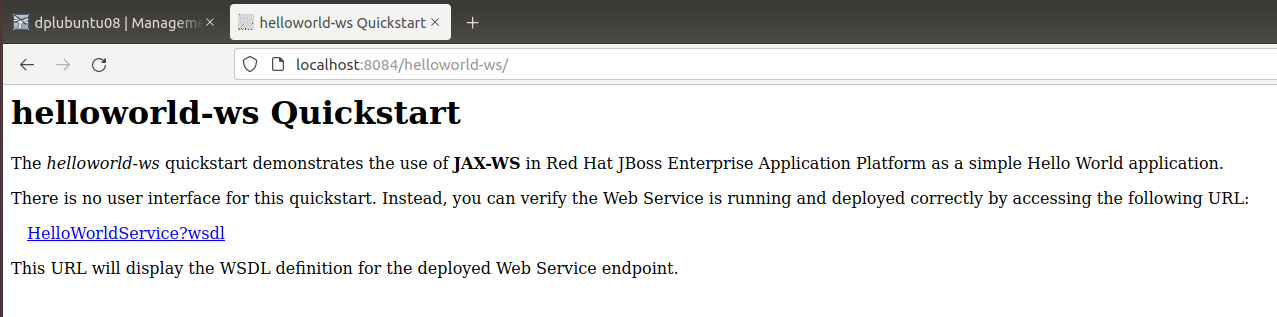 dplubuntu08 | Managem
helloworld-ws Quickstart
localhost:8084/helloworld-ws/
helloworld-ws Quickstart
The helloworld-ws quickstart demonstrates the use of JAX-WS in Red Hat JBoss Enterprise Application Platform as a simple Hello World application.
There is no user interface for this quickstart. Instead, you can verify the Web Service is running and deployed correctly by accessing the following URL:
HelloWorldService?wsdl
This URL will display the WSDL definition for the deployed Web Service endpoint.